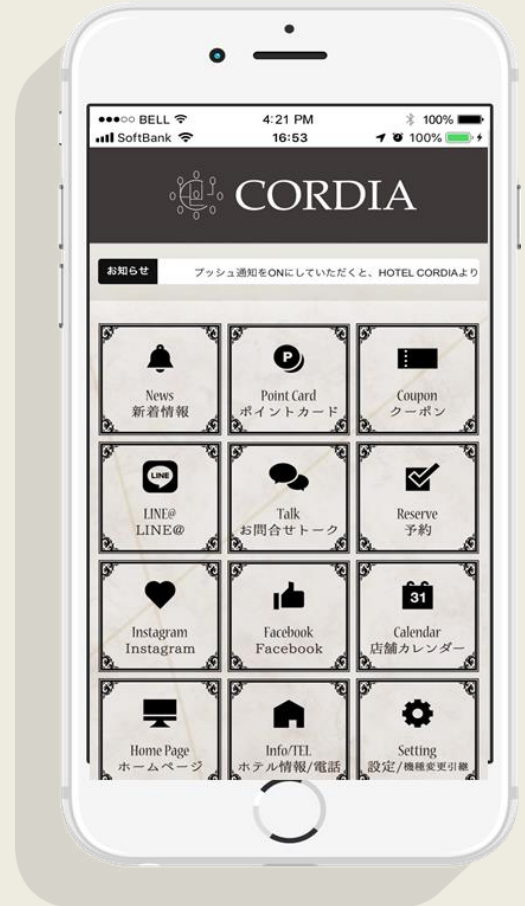 BELL 4:21 PM 100%
SoftBank 16:53 100%
CORDIA
お知らせ プッシュ通知をONにしていただくと、HOTEL CORDIAより
P
News
新着情報
Point Card
ポイントカード
Coupon
クーポン
LINE
LINE@
LINE@
Talk
お問合せトーク
Reserve
予約
Instagram
Instagram
Facebook
Facebook
31
Calendar
店舗カレンダー
Home Page
ホームページ
Info/TEL
ホテル情報/電話
Setting
設定/機種変更引継